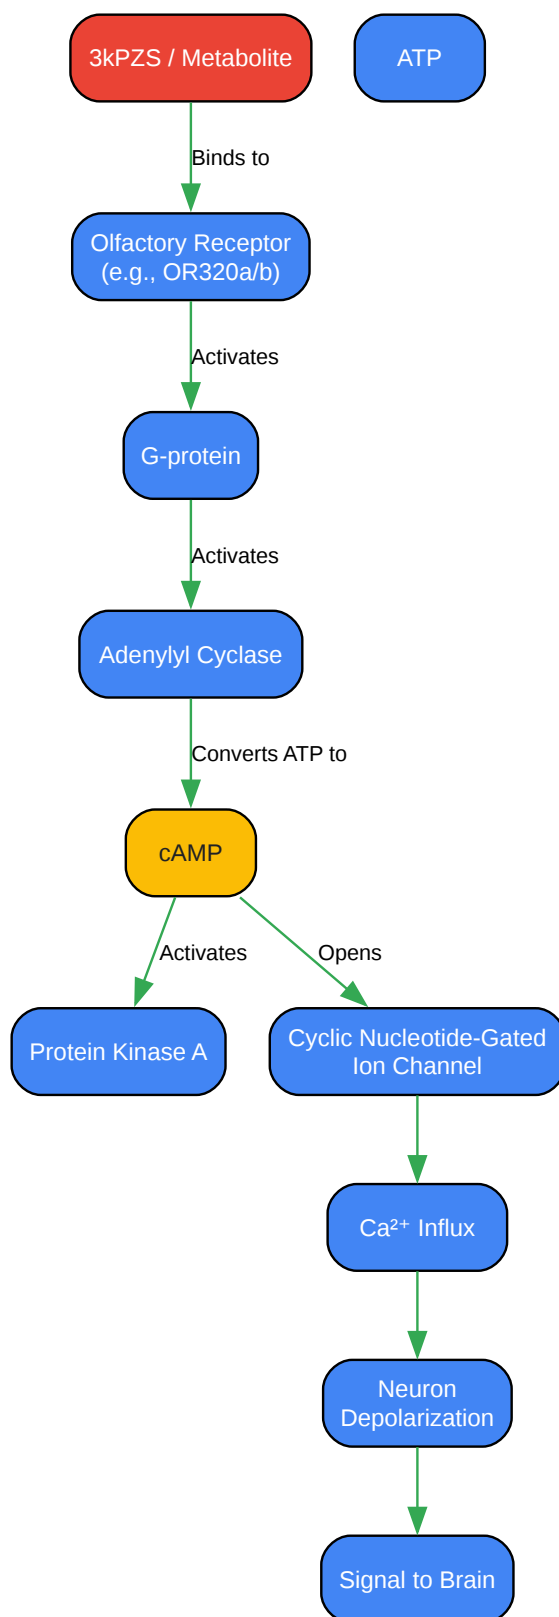 3kPZS / Metabolite
ATP
Binds to
Olfactory Receptor
(e.g., OR320a/b)
Activates
G-protein
Activates
Adenylyl Cyclase
Converts ATP to
cAMP
Activates
Opens
Protein Kinase A
Cyclic Nucleotide-Gated
Ion Channel
Ca²⁺ Influx
Neuron
Depolarization
Signal to Brain